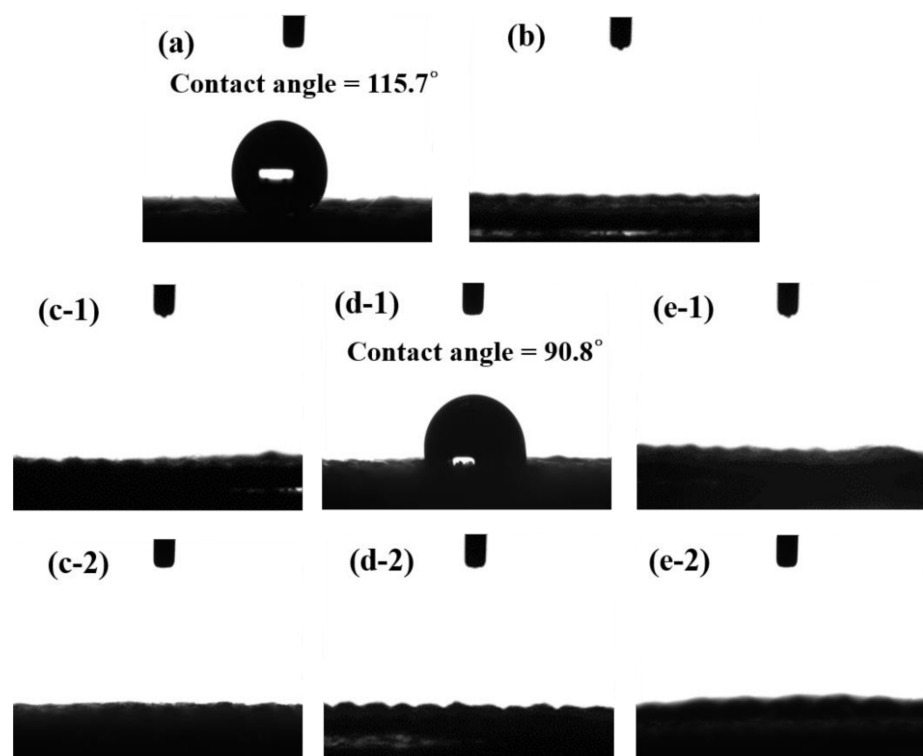 (a)
Contact angle = 115.7°
(b)
(c-1)
(d-1)
Contact angle = 90.8°
(e-1)
(c-2)
(d-2)
(e-2)